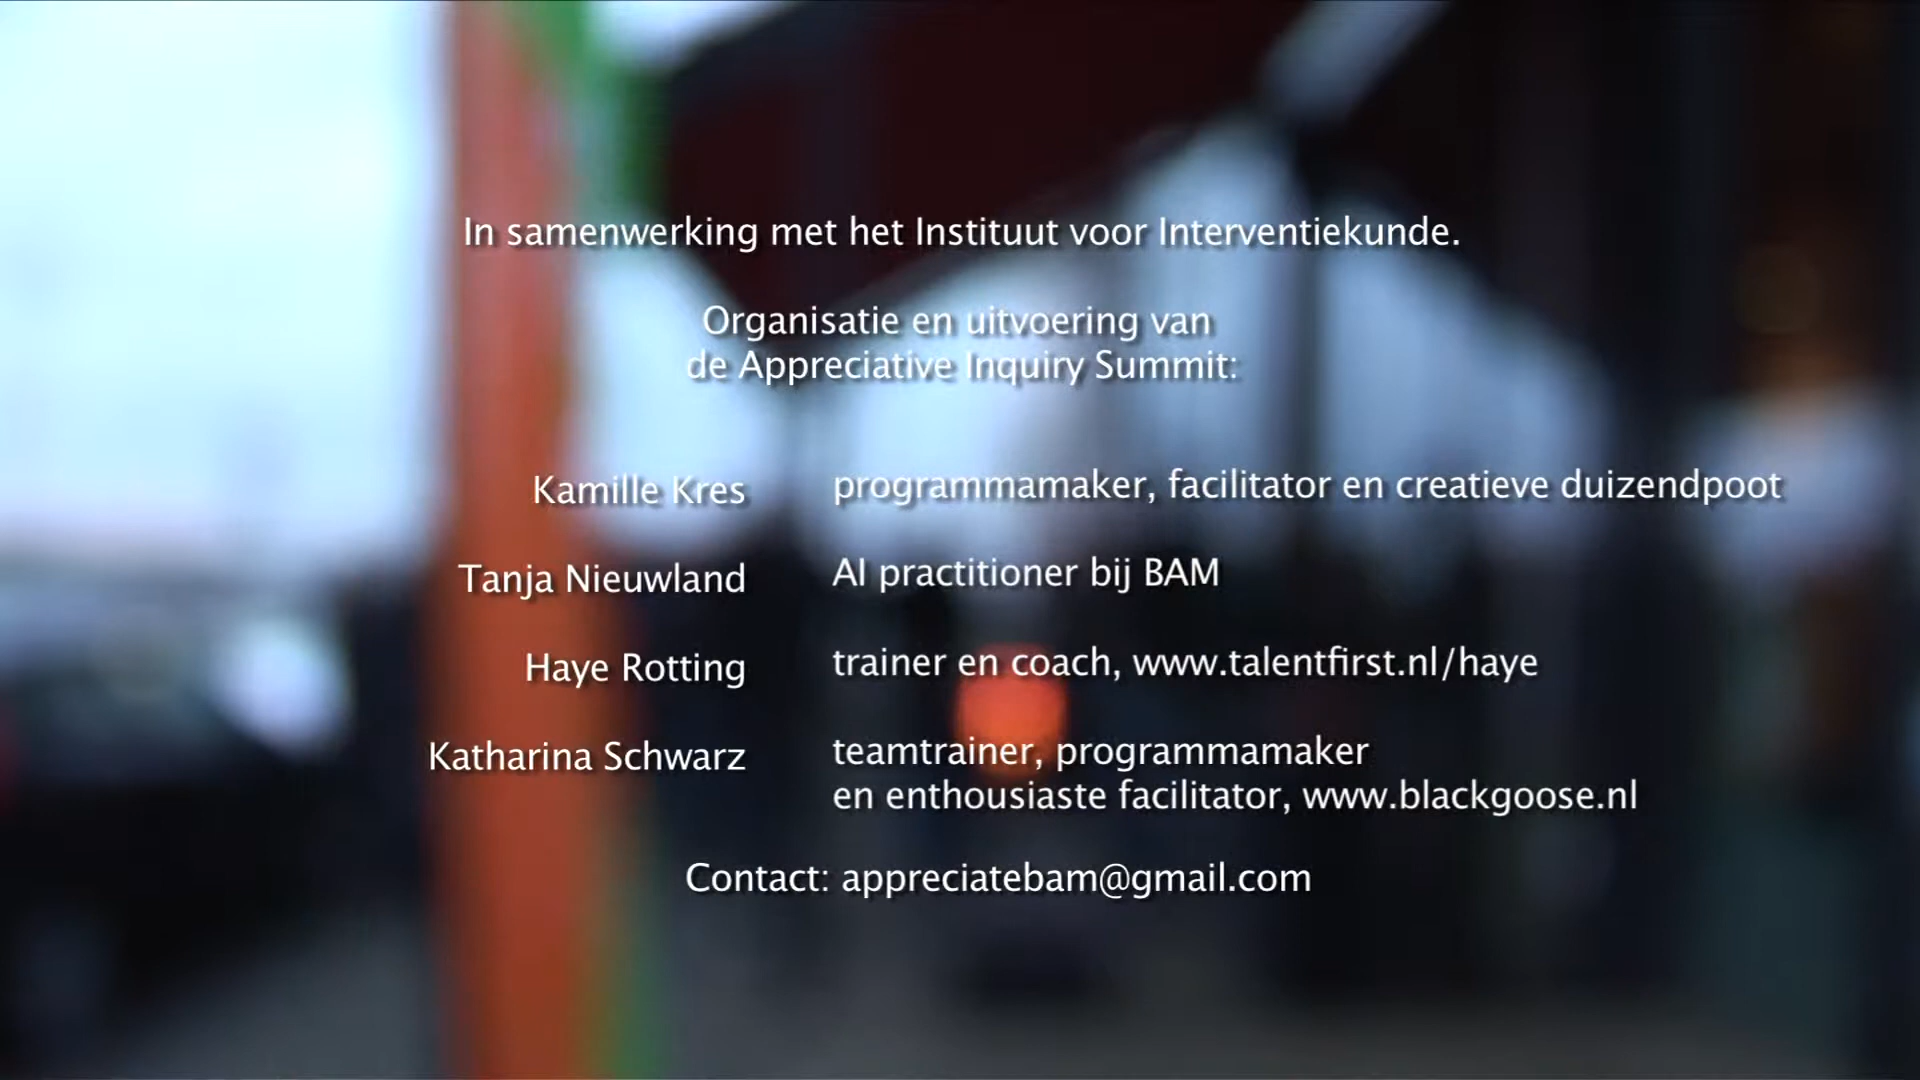 In samenwerking met het Instituut voor Interventiekunde.
Organisatie en uitvoering van
de Appreciative Inquiry Summit:
Kamille Kres programmamaker, facilitator en creatieve duizendpoot
Tanja Nieuwland AI practitioner bij BAM
Haye Rotting trainer en coach, www.talentfirst.nl/haye
Katharina Schwarz teamtrainer, programmamaker
en enthousiaste facilitator, www.blackgoose.nl
Contact: appreciatebam@gmail.com